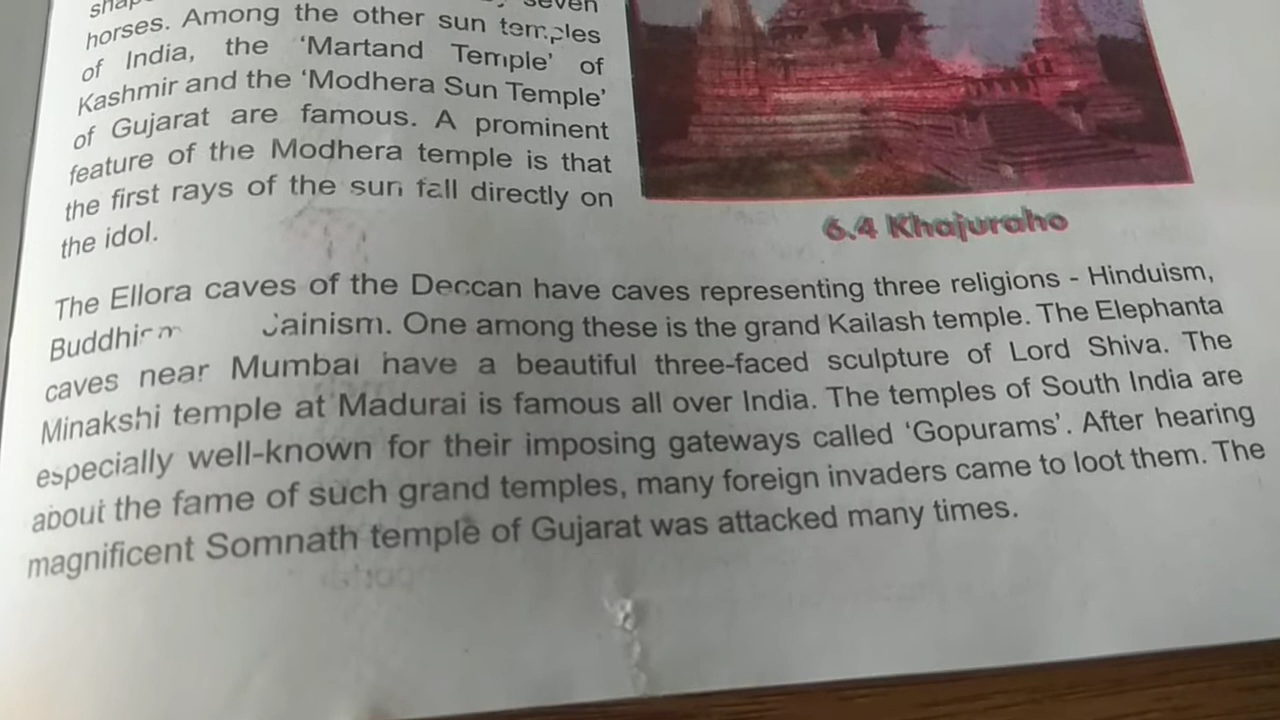 seven
horses. Among the other sun temples
of India, the ‘Martand Temple’ of
Kashmir and the ‘Modhera Sun Temple’
of Gujarat are famous. A prominent
feature of the Modhera temple is that
the first rays of the sun fall directly on
the idol.
6.4 Khajuraho
The Ellora caves of the Deccan have caves representing three religions - Hinduism,
Buddhism Jainism. One among these is the grand Kailash temple. The Elephanta
caves near Mumbai have a beautiful three-faced sculpture of Lord Shiva. The
Minakshi temple at Madurai is famous all over India. The temples of South India are
especially well-known for their imposing gateways called ‘Gopurams’. After hearing
about the fame of such grand temples, many foreign invaders came to loot them. The
magnificent Somnath temple of Gujarat was attacked many times.